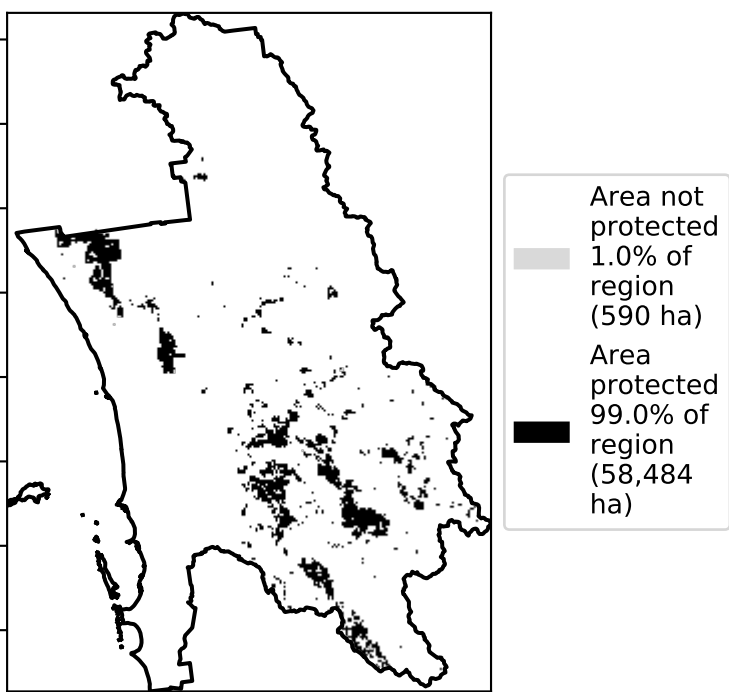 Area not
protected
1.0% of
region
(590 ha)
Area
protected
99.0% of
region
(58,484
ha)